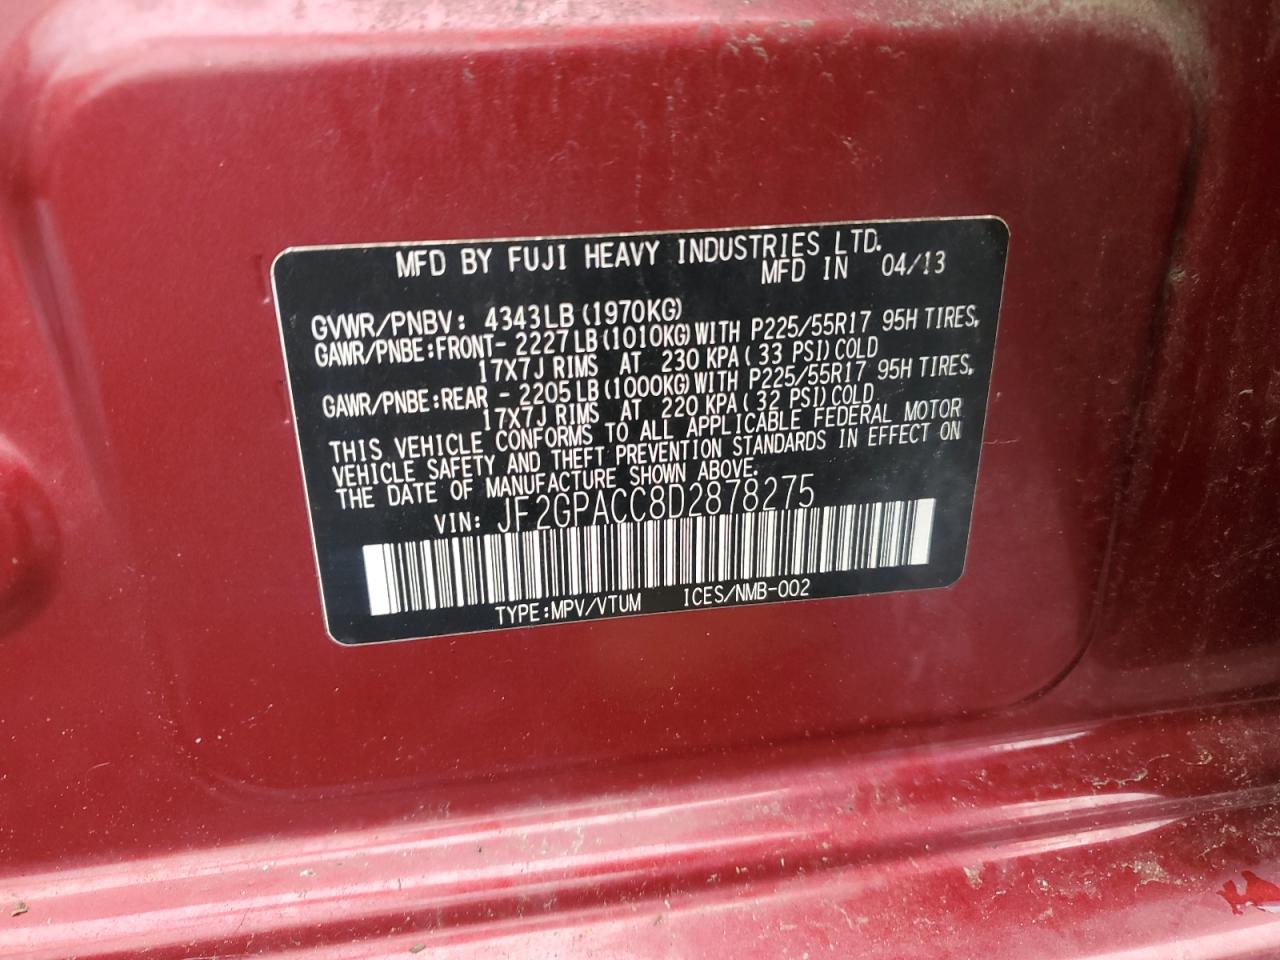 MFD BY FUJI HEAVY INDUSTRIES LTD.
MFD IN 04/13
GVWR/PNBV: 4343LB (1970KG)
GAWR/PNBE:FRONT- 2227LB(1010KG)WITH P225/55R17 95H TIRES,
17X7J RIMS AT 230 KPA(33 PSI)COLD
GAWR/PNBE:REAR - 2205LB(1000KG)WITH P225/55R17 95H TIRES,
17X7J RIMS AT 220 KPA(32 PSI)COLD
THIS VEHICLE CONFORMS TO ALL APPLICABLE FEDERAL MOTOR
VEHICLE SAFETY AND THEFT PREVENTION STANDARDS IN EFFECT ON
THE DATE OF MANUFACTURE SHOWN ABOVE.
VIN: JF2GPACC8D2878275
TYPE:MPV/VTUM ICES/NMB-002